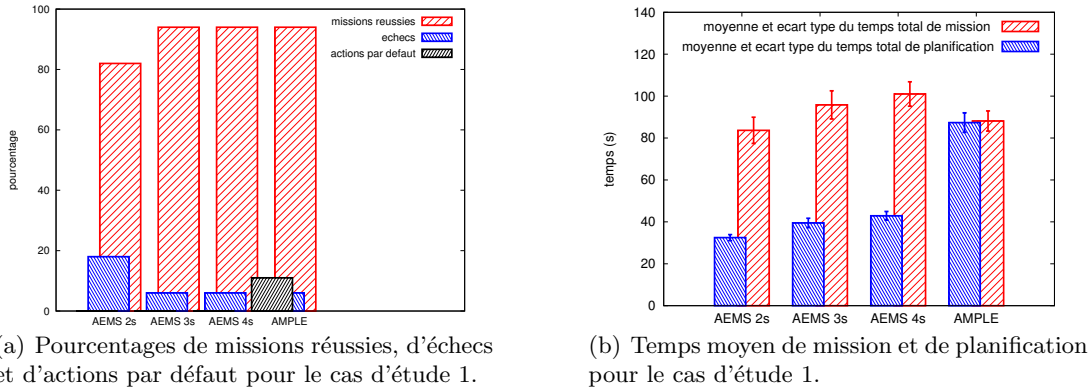 100
80
60
40
20
0
pourcentage
missions reussies
echecs
actions par defaut
AEMS 2s AEMS 3s AEMS 4s AMPLE
(a) Pourcentages de missions réussies, d'échecs
et d'actions par défaut pour le cas d'étude 1.
140
120
100
80
60
40
20
0
temps (s)
moyenne et ecart type du temps total de mission
moyenne et ecart type du temps total de planification
AEMS 2s AEMS 3s AEMS 4s AMPLE
(b) Temps moyen de mission et de planification
pour le cas d'étude 1.